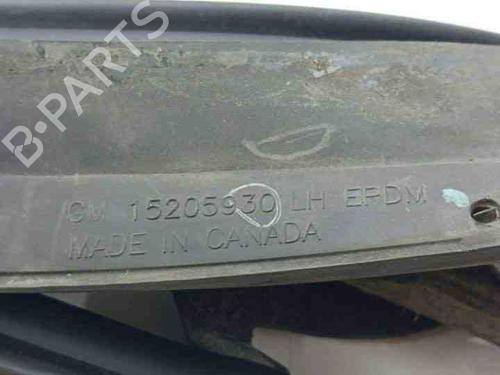 B-PARTS
GM 15205930 LH EPDM
MADE IN CANADA